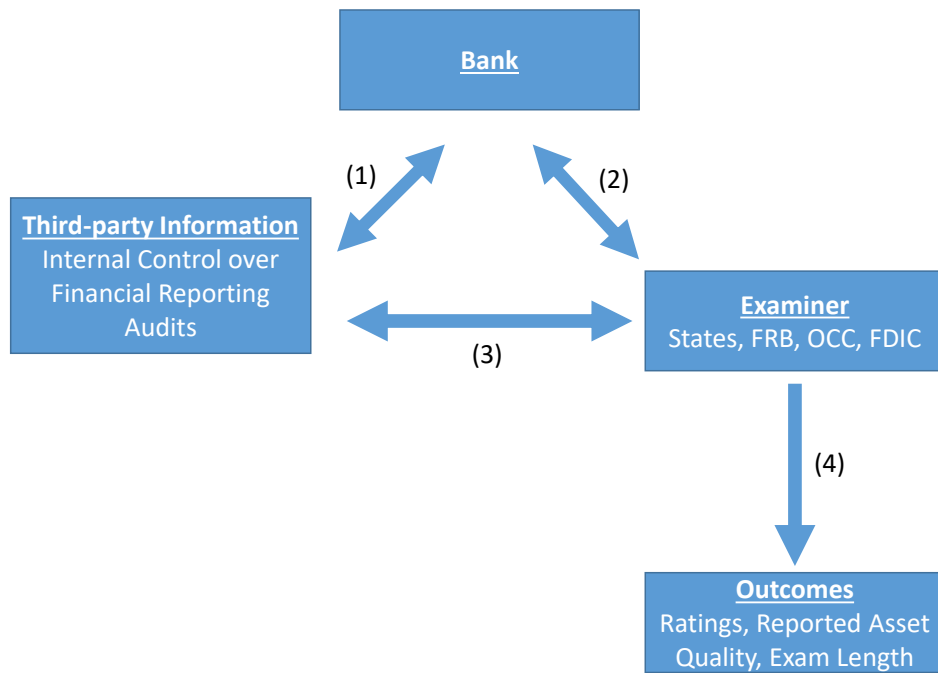 Bank
(1)
(2)
Third-party Information
Internal Control over
Financial Reporting
Audits
(3)
Examiner
States, FRB, OCC, FDIC
(4)
Outcomes
Ratings, Reported Asset
Quality, Exam Length